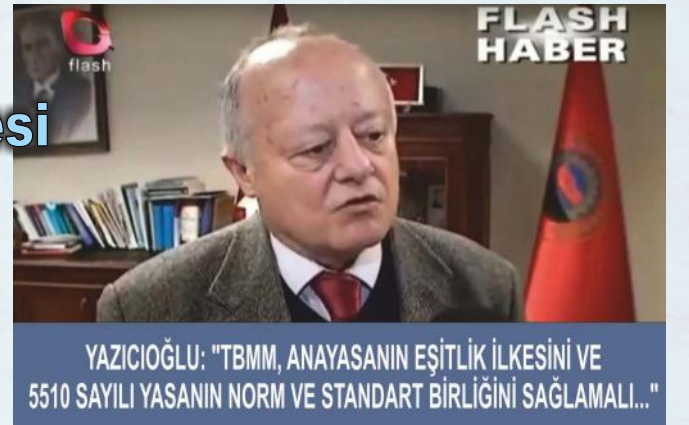 flash
FLASH
HABER
esi
YAZICIOĞLU: "TBMM, ANAYASANIN EŞİTLİK İLKESİNİ VE
5510 SAYILI YASANIN NORM VE STANDART BİRLİĞİNİ SAĞLAMALI..."